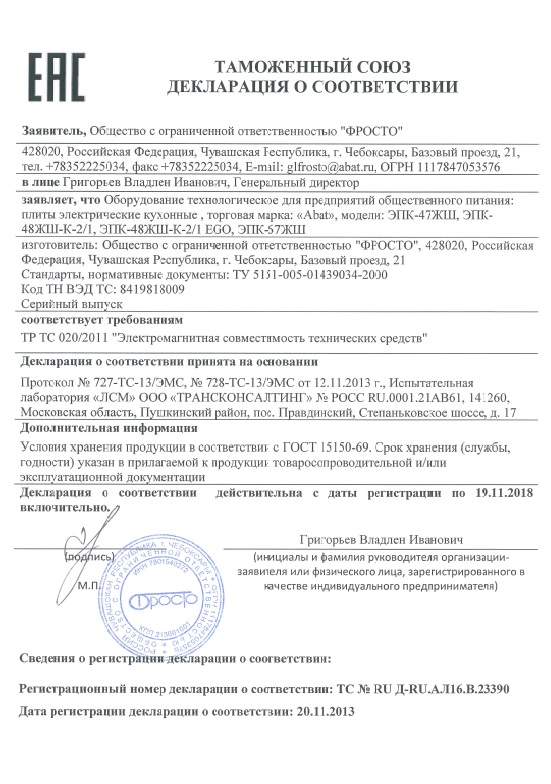 EAC
ТАМОЖЕННЫЙ СОЮЗ
ДЕКЛАРАЦИЯ О СООТВЕТСТВИИ
Заявитель, Общество с ограниченной ответственностью "ФРОСТО"
428020, Российская Федерация, Чувашская Республика, г. Чебоксары, Базовый проезд, 21,
тел. +78352225034, факс +78352225034, E-mail: glfrosto@abat.ru, ОГРН 1117847053576
в лице Григорьев Владлен Иванович, Генеральный директор
заявляет, что Оборудование технологическое для предприятий общественного питания:
плиты электрические кухонные , торговая марка: «Abat», модели: ЭПК-47ЖШ, ЭПК-
48ЖШ-К-2/1, ЭПК-48ЖШ-К-2/1 EGO, ЭПК-57ЖШ
изготовитель: Общество с ограниченной ответственностью "ФРОСТО", 428020, Российская
Федерация, Чувашская Республика, г. Чебоксары, Базовый проезд, 21
Стандарты, нормативные документы: ТУ 5151-005-01439034-2000
Код ТН ВЭД ТС: 8419818009
Серийный выпуск
соответствует требованиям
ТР ТС 020/2011 "Электромагнитная совместимость технических средств"
Декларация о соответствии принята на основании
Протокол № 727-ТС-13/ЭМС, № 728-ТС-13/ЭМС от 12.11.2013 г., Испытательная
лаборатория «ЛСМ» ООО «ТРАНСКОНСАЛТИНГ» № РОСС RU.0001.21АВ61, 141260,
Московская область, Пушкинский район, пос. Правдинский, Степаньковское шоссе, д. 17
Дополнительная информация
Условия хранения продукции в соответствии с ГОСТ 15150-69. Срок хранения (службы,
годности) указан в прилагаемой к продукции товаросопроводительной и/или
эксплуатационной документации
Декларация о соответствии действительна с даты регистрации по 19.11.2018
включительно.
Григорьев Владлен Иванович
(подпись)
(инициалы и фамилия руководителя организации-
заявителя или физического лица, зарегистрированного в
качестве индивидуального предпринимателя)
М.П.
Фросто
КПП 213001001
Сведения о регистрации декларации о соответствии:
Регистрационный номер декларации о соответствии: ТС № RU Д-RU.АЛ16.В.23390
Дата регистрации декларации о соответствии: 20.11.2013